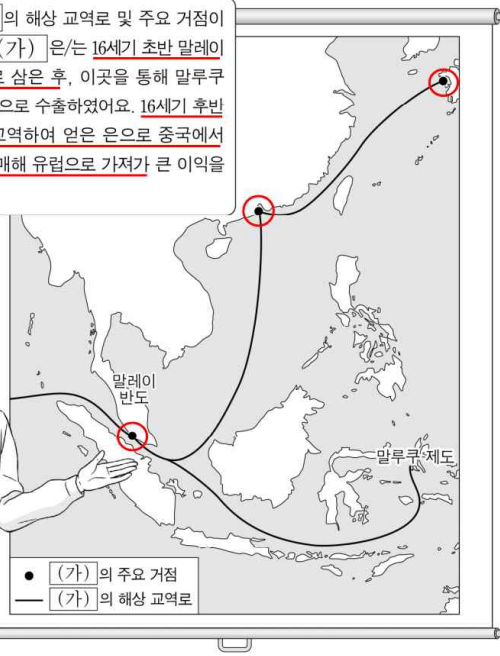 의 해상 교역로 및 주요 거점이
(가) 은/는 16세기 초반 말레이
삼은 후, 이곳을 통해 말루쿠
으로 수출하였어요. 16세기 후반
교역하여 얻은 은으로 중국에서
매해 유럽으로 가져가 큰 이익을
말레이
반도
말루쿠 제도
● (가) 의 주요 거점
— (가) 의 해상 교역로